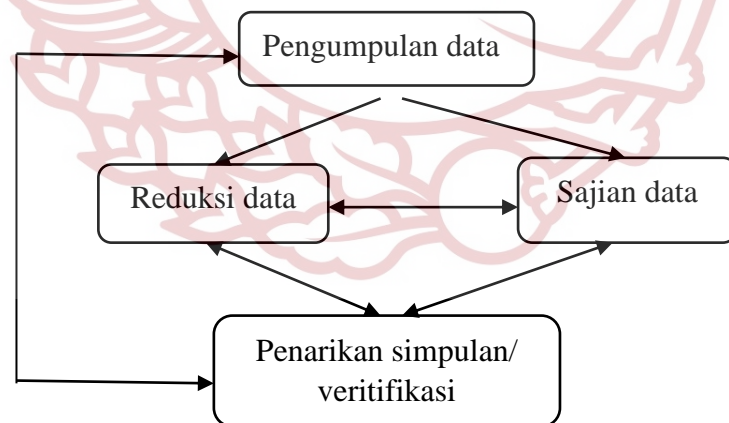 Pengumpulan data
Reduksi data
Sajian data
Penarikan simpulan/
veritifikasi